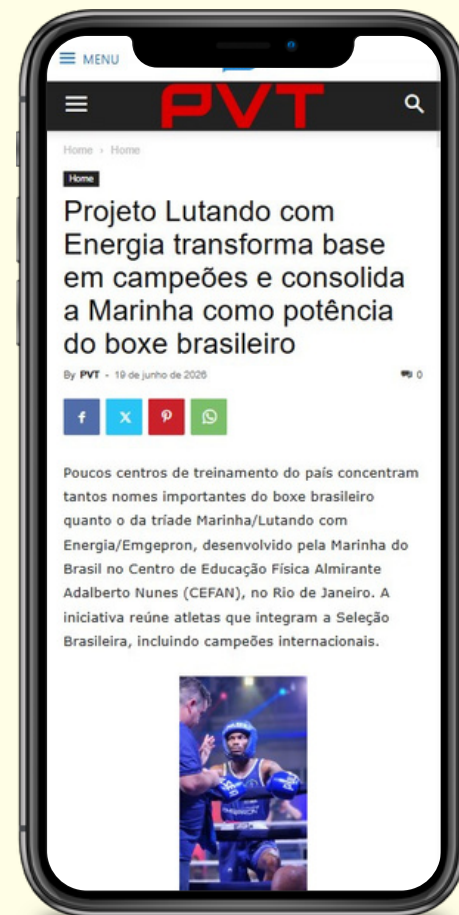 MENU
PVT
Home › Home
Home
Projeto Lutando com
Energia transforma base
em campeões e consolida
a Marinha como potência
do boxe brasileiro
By PVT - 19 de junho de 2026
0
Poucos centros de treinamento do país concentram
tantos nomes importantes do boxe brasileiro
quanto o da tríade Marinha/Lutando com
Energia/Emgepron, desenvolvido pela Marinha do
Brasil no Centro de Educação Física Almirante
Adalberto Nunes (CEFAN), no Rio de Janeiro. A
iniciativa reúne atletas que integram a Seleção
Brasileira, incluindo campeões internacionais.